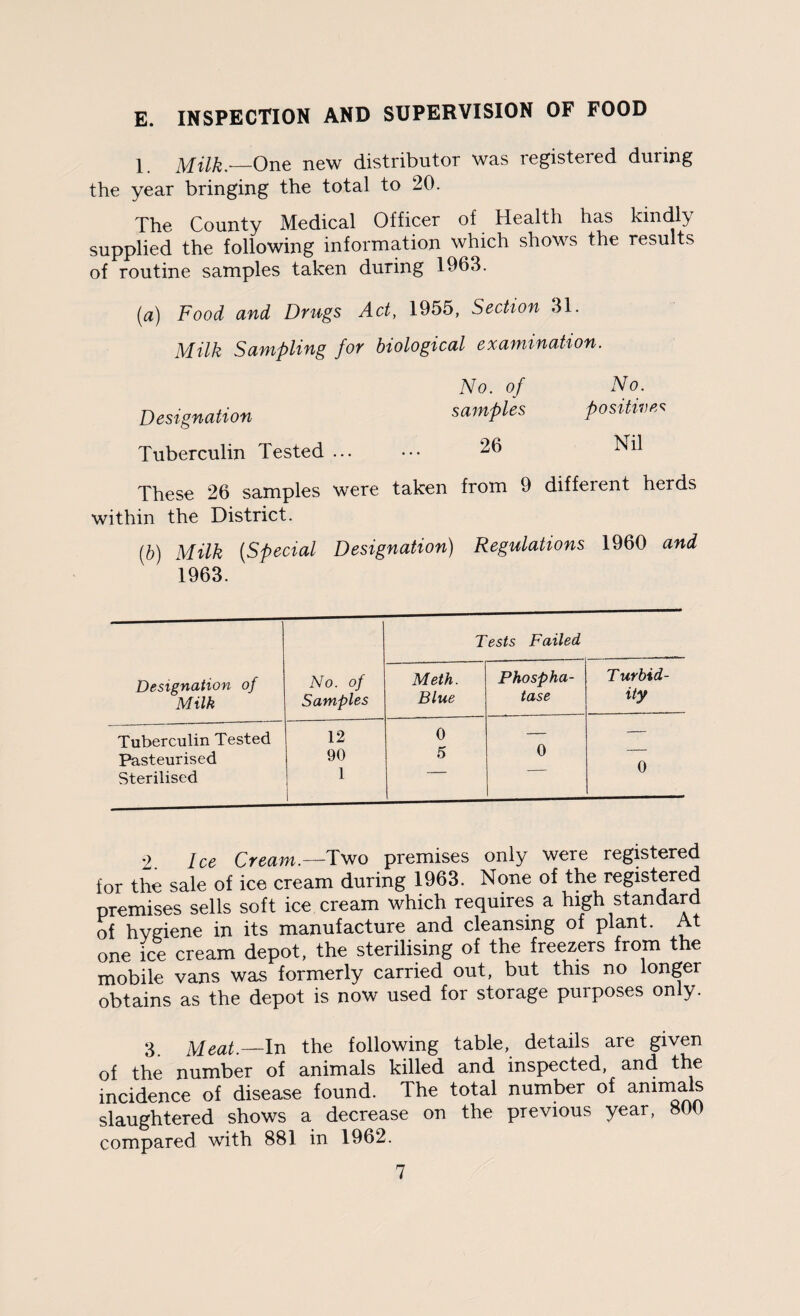 E. INSPECTION AND SUPERVISION OF FOOD
1. Milk.—One new distributor was registered during
the year bringing the total to 20.
The County Medical Officer of Health has kindly
supplied the following information which shows the results
of routine samples taken during 1963.
(a) Food and Drugs Act, 1955, Section 31.
Milk Sampling for biological examination.
No. of No.
Designation samples positives
Tuberculin Tested ... ... 26 Nil
These 26 samples were taken from 9 different herds
within the District.
(b) Milk (Special Designation) Regulations 1960 and
1963.
Tests Failed
Designation of No. of Meth. Phospha- Turbid-
Milk Samples Blue tase ity
Tuberculin Tested 12 0 — —
Pasteurised 90 5 0 —
Sterilised 1 — — 0
2. Ice Cream.—Two premises only were registered
for the sale of ice cream during 1963. None of the registered
premises sells soft ice cream which requires a high standard
of hygiene in its manufacture and cleansing of plant. At
one ice cream depot, the sterilising of the freezers from the
mobile vans was formerly carried out, but this no longer
obtains as the depot is now used for storage purposes only.
3. Meat.—In the following table, details are given
of the number of animals killed and inspected, and the
incidence of disease found. The total number of animals
slaughtered shows a decrease on the previous year, 800
compared with 881 in 1962.
7